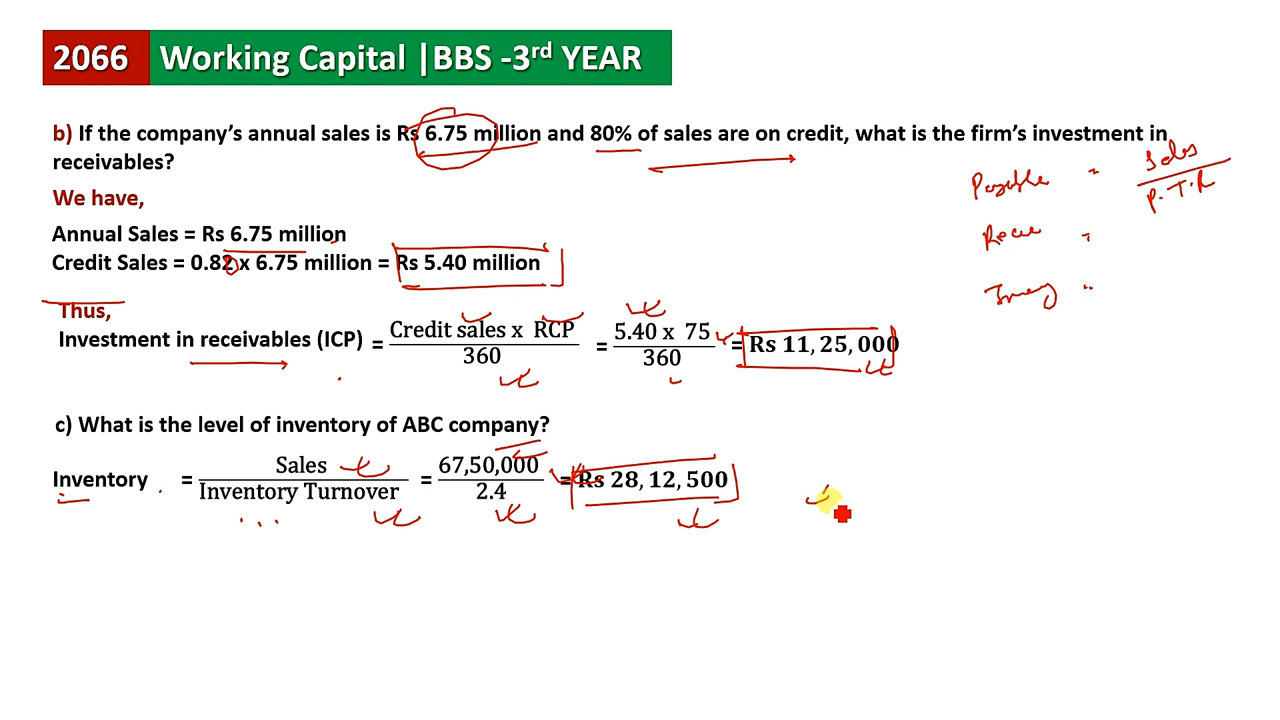 2066 Working Capital |BBS -3rd YEAR
b) If the company's annual sales is Rs 6.75 million and 80% of sales are on credit, what is the firm's investment in
receivables?
We have,
Annual Sales = Rs 6.75 million
Credit Sales = 0.82 x 6.75 million = Rs 5.40 million
Thus,
Investment in receivables (ICP) = Credit sales x RCP / 360 = 5.40 x 75 / 360 = Rs 11,25,000
c) What is the level of inventory of ABC company?
Inventory = Sales / Inventory Turnover = 67,50,000 / 2.4 = Rs 28,12,500
Payable = Sales / P.T.R